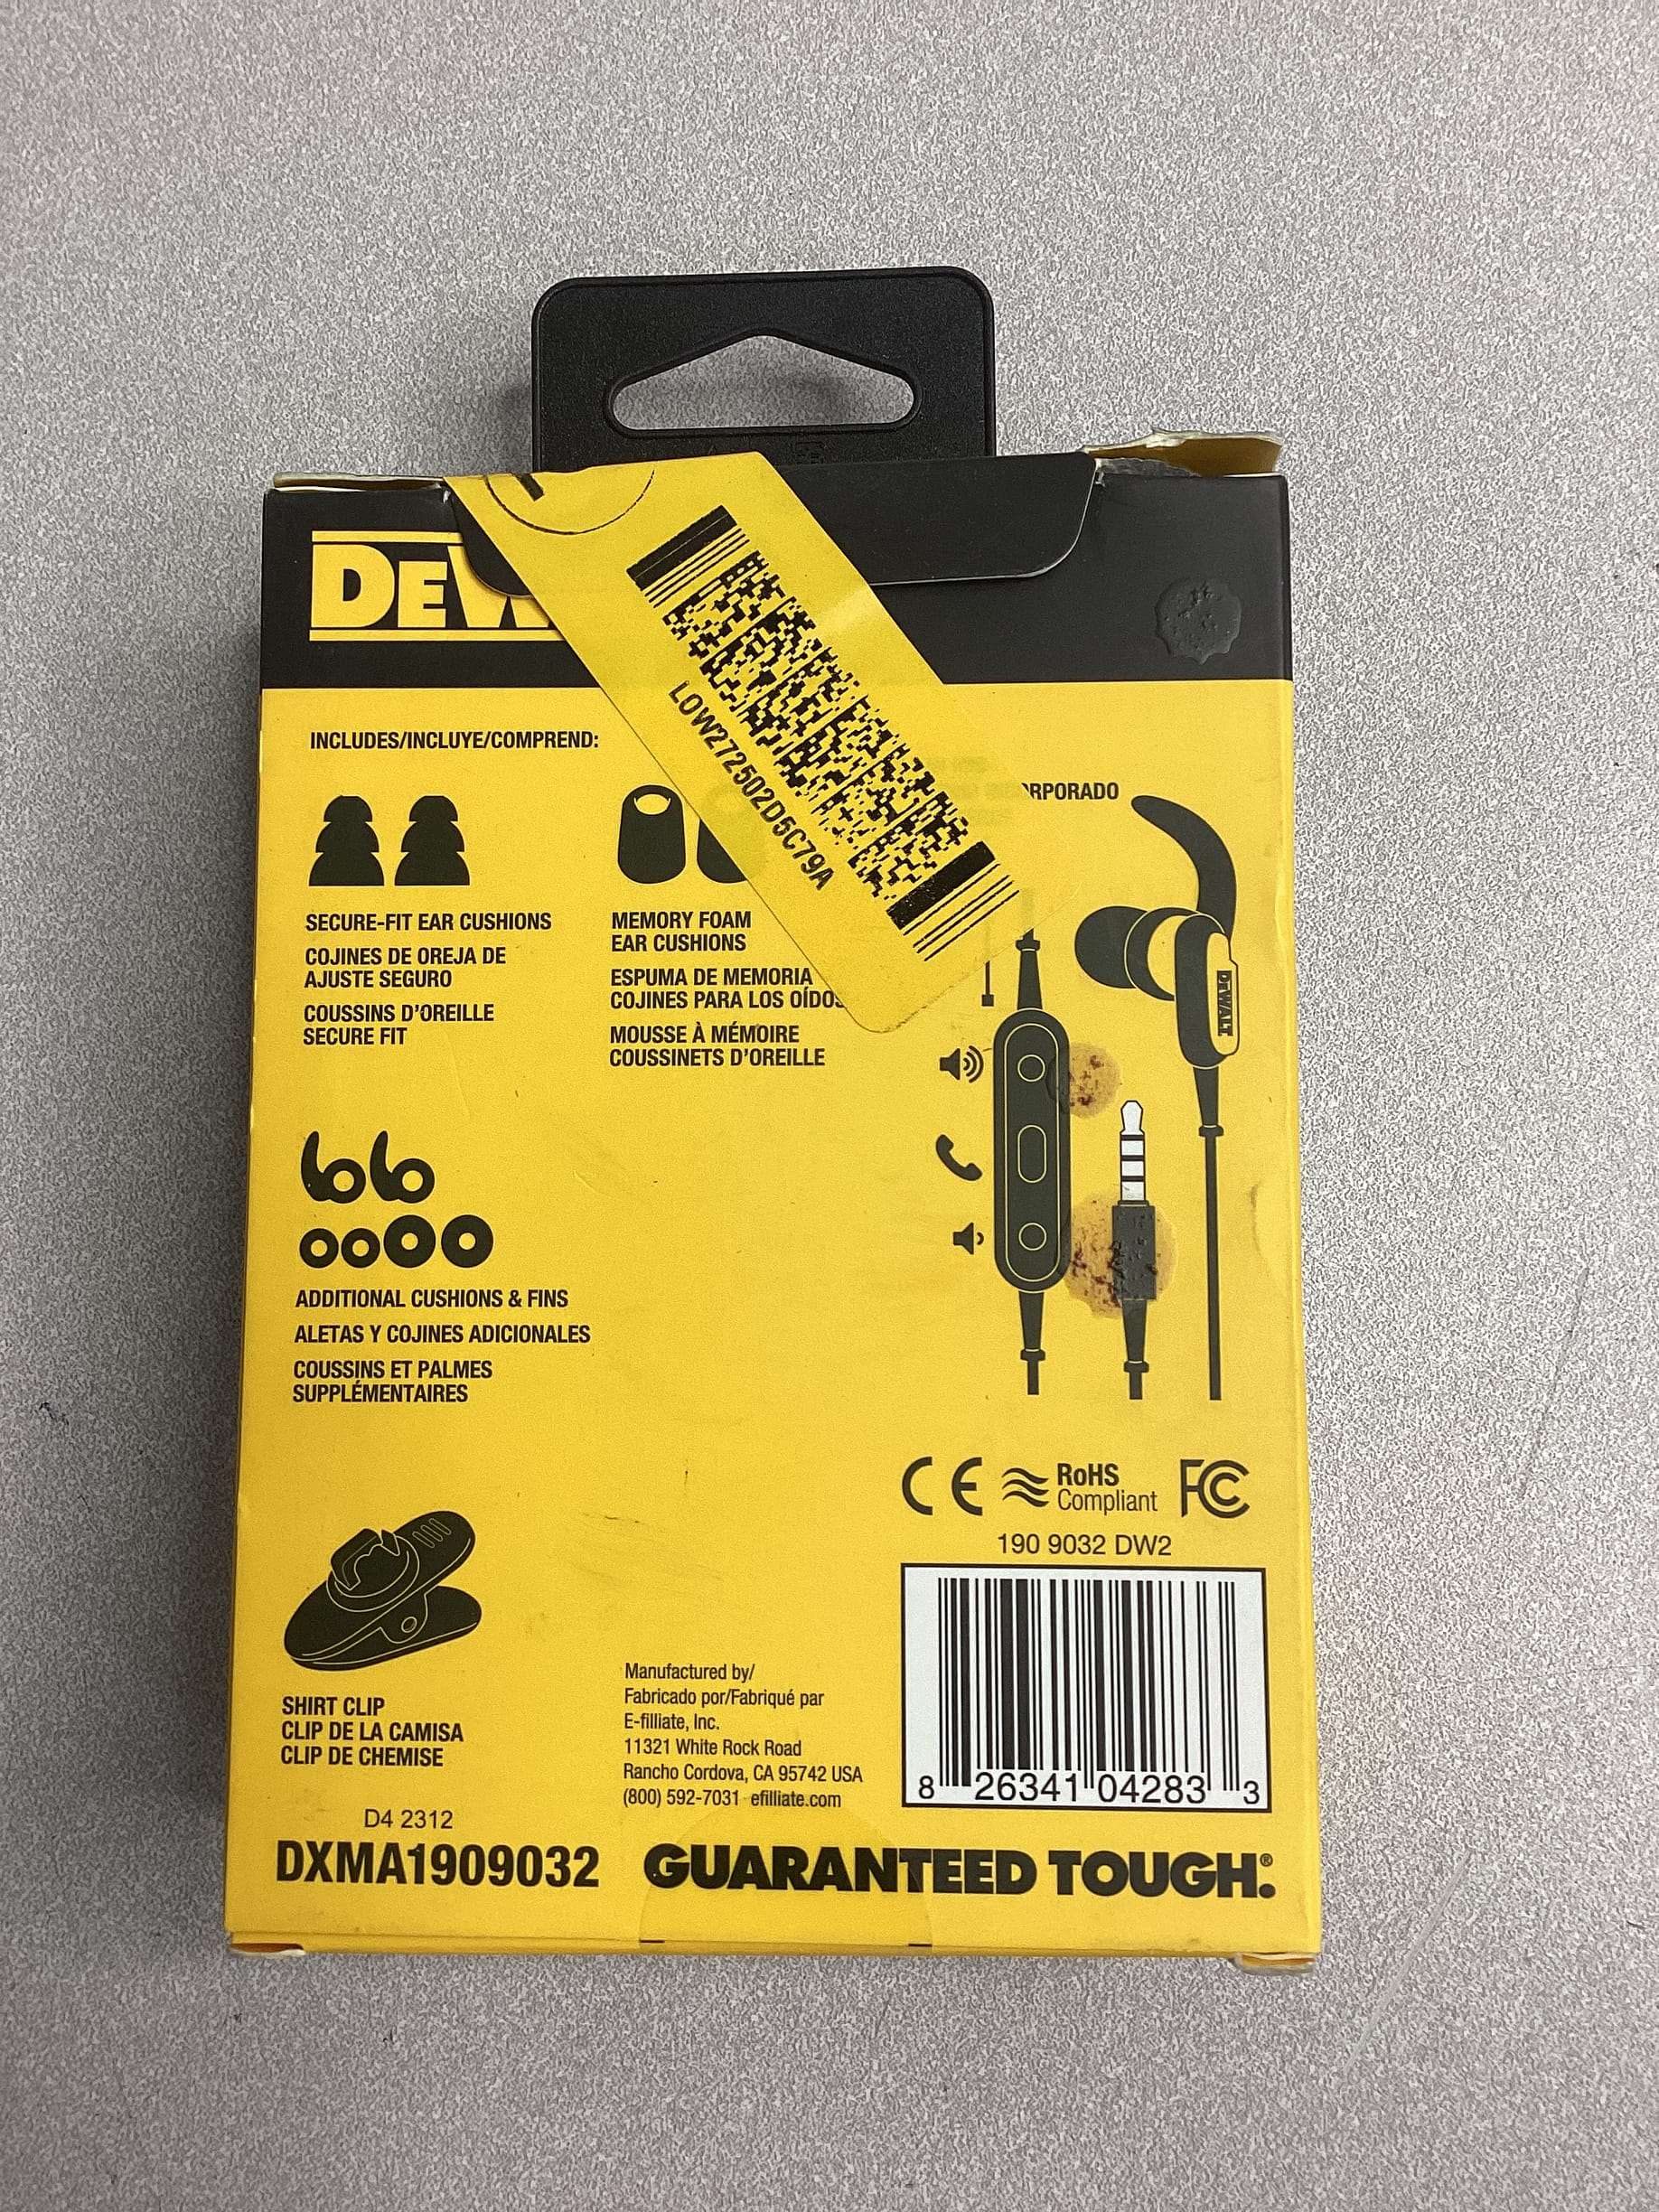 INCLUDES/INCLUYE/COMPREND:
LOW272502D5C79A
SECURE-FIT EAR CUSHIONS
COJINES DE OREJA DE
AJUSTE SEGURO
COUSSINS D'OREILLE
SECURE FIT
MEMORY FOAM
EAR CUSHIONS
ESPUMA DE MEMORIA
COJINES PARA LOS OÍDOS
MOUSSE À MÉMOIRE
COUSSINETS D'OREILLE
DEWALT
ADDITIONAL CUSHIONS & FINS
ALETAS Y COJINES ADICIONALES
COUSSINS ET PALMES
SUPPLÉMENTAIRES
CE RoHS Compliant FC
190 9032 DW2
8 26341 04283 3
SHIRT CLIP
CLIP DE LA CAMISA
CLIP DE CHEMISE
Manufactured by/
Fabricado por/Fabriqué par
E-filliate, Inc.
11321 White Rock Road
Rancho Cordova, CA 95742 USA
(800) 592-7031 efilliate.com
D4 2312
DXMA1909032
GUARANTEED TOUGH.®